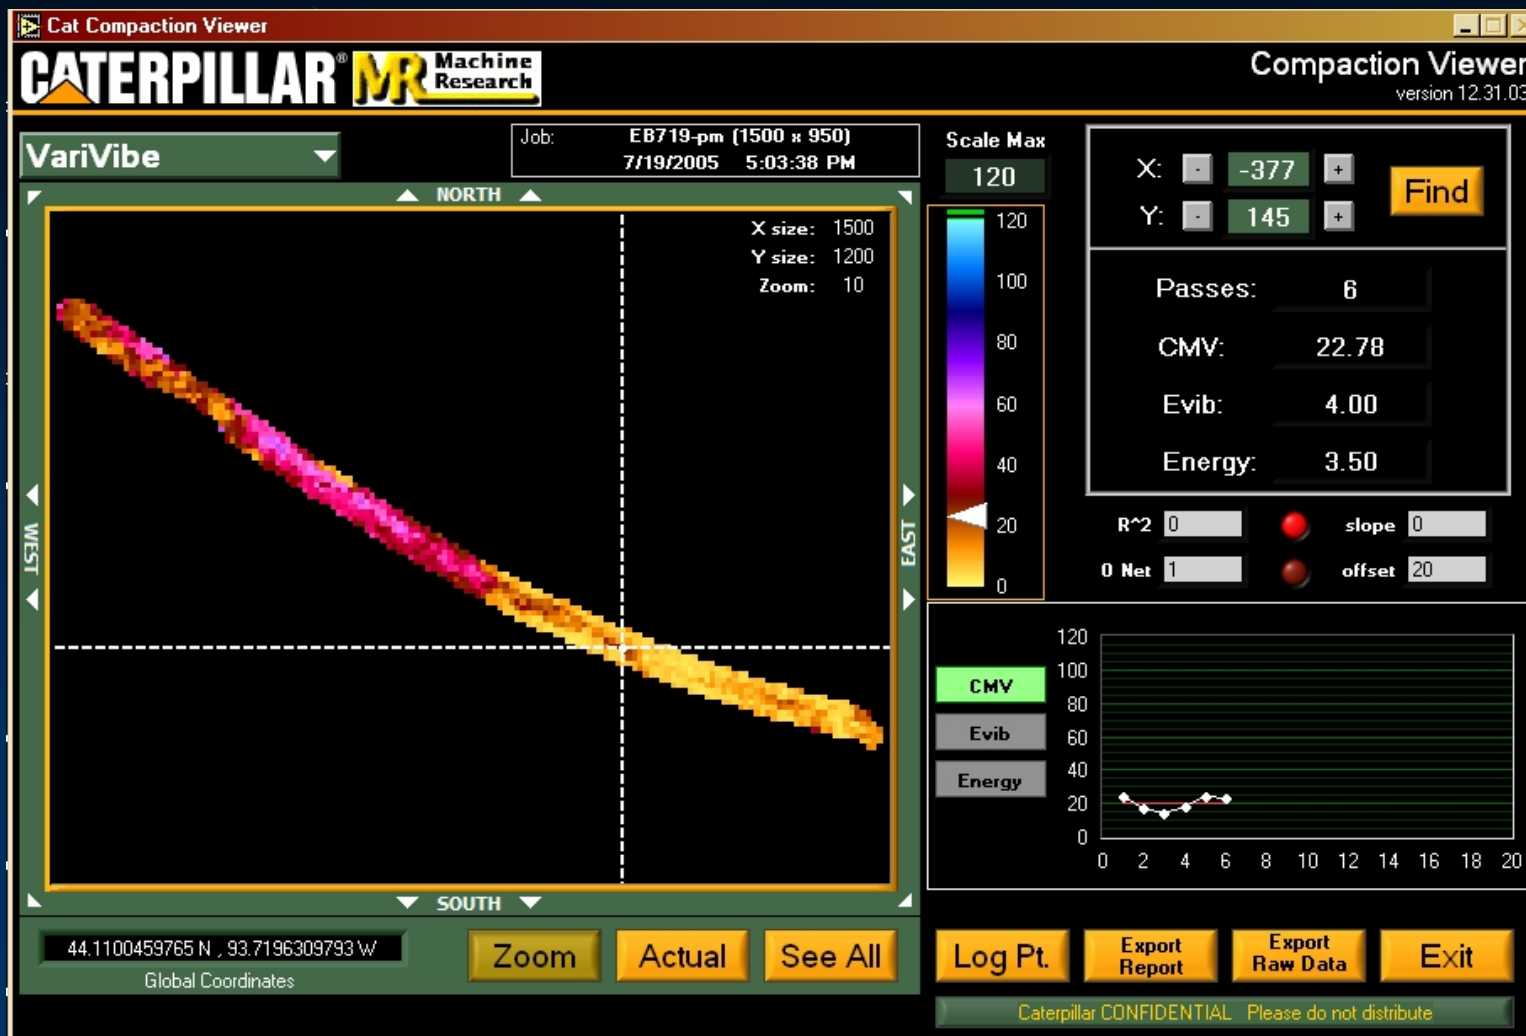 Cat Compaction Viewer
CATERPILLAR® MR Machine Research
Compaction Viewer
version 12.31.03
VariVibe
Job: EB719-pm (1500 x 950)
7/19/2005 5:03:38 PM
NORTH
X size: 1500
Y size: 1200
Zoom: 10
WEST
EAST
SOUTH
44.1100459765 N , 93.7196309793 W
Global Coordinates
Zoom
Actual
See All
Scale Max
120
120
100
80
60
40
20
0
X: - -377 +
Y: - 145 +
Find
Passes: 6
CMV: 22.78
Evib: 4.00
Energy: 3.50
R^2 0 slope 0
0 Net 1 offset 20
CMV
Evib
Energy
120
100
80
60
40
20
0
0 2 4 6 8 10 12 14 16 18 20
Log Pt.
Export Report
Export Raw Data
Exit
Caterpillar CONFIDENTIAL Please do not distribute